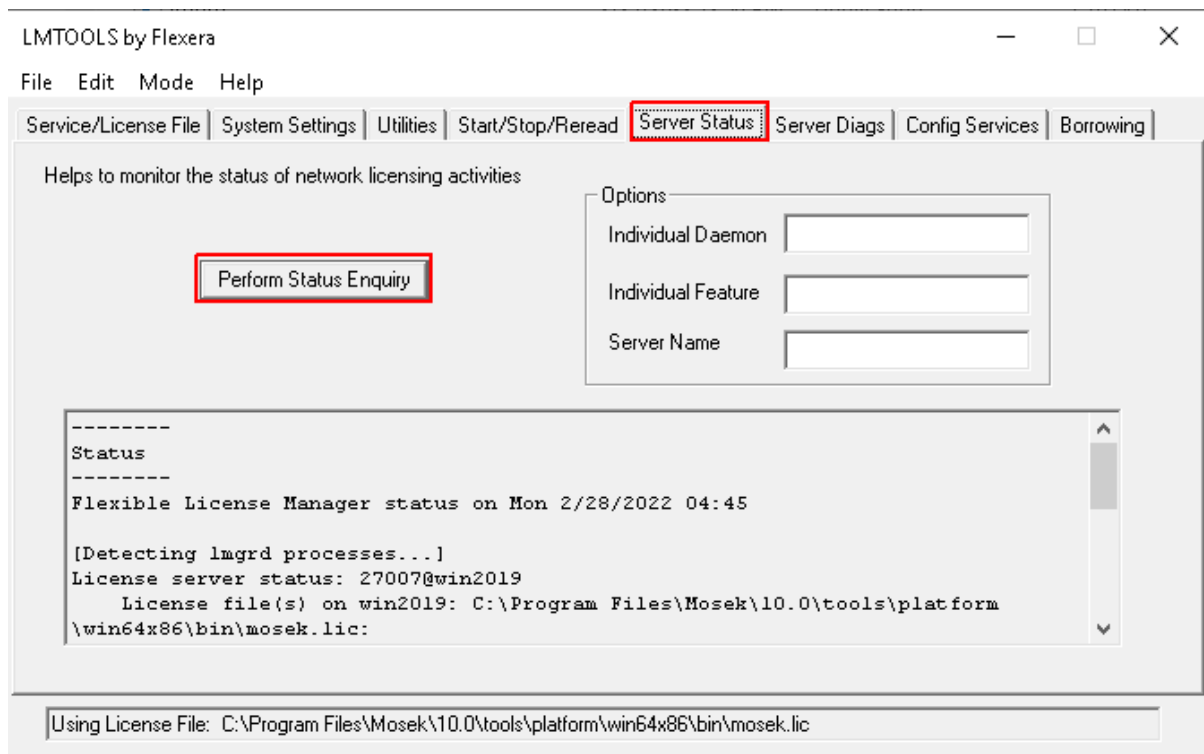 LMTOOLS by Flexera
File Edit Mode Help
Service/License File System Settings Utilities Start/Stop/Reread Server Status Server Diags Config Services Borrowing
Helps to monitor the status of network licensing activities
Options
Individual Daemon
Perform Status Enquiry
Individual Feature
Server Name
--------
Status
--------
Flexible License Manager status on Mon 2/28/2022 04:45
[Detecting lmgrd processes...]
License server status: 27007@win2019
License file(s) on win2019: C:\Program Files\Mosek\10.0\tools\platform
\win64x86\bin\mosek.lic:
Using License File: C:\Program Files\Mosek\10.0\tools\platform\win64x86\bin\mosek.lic